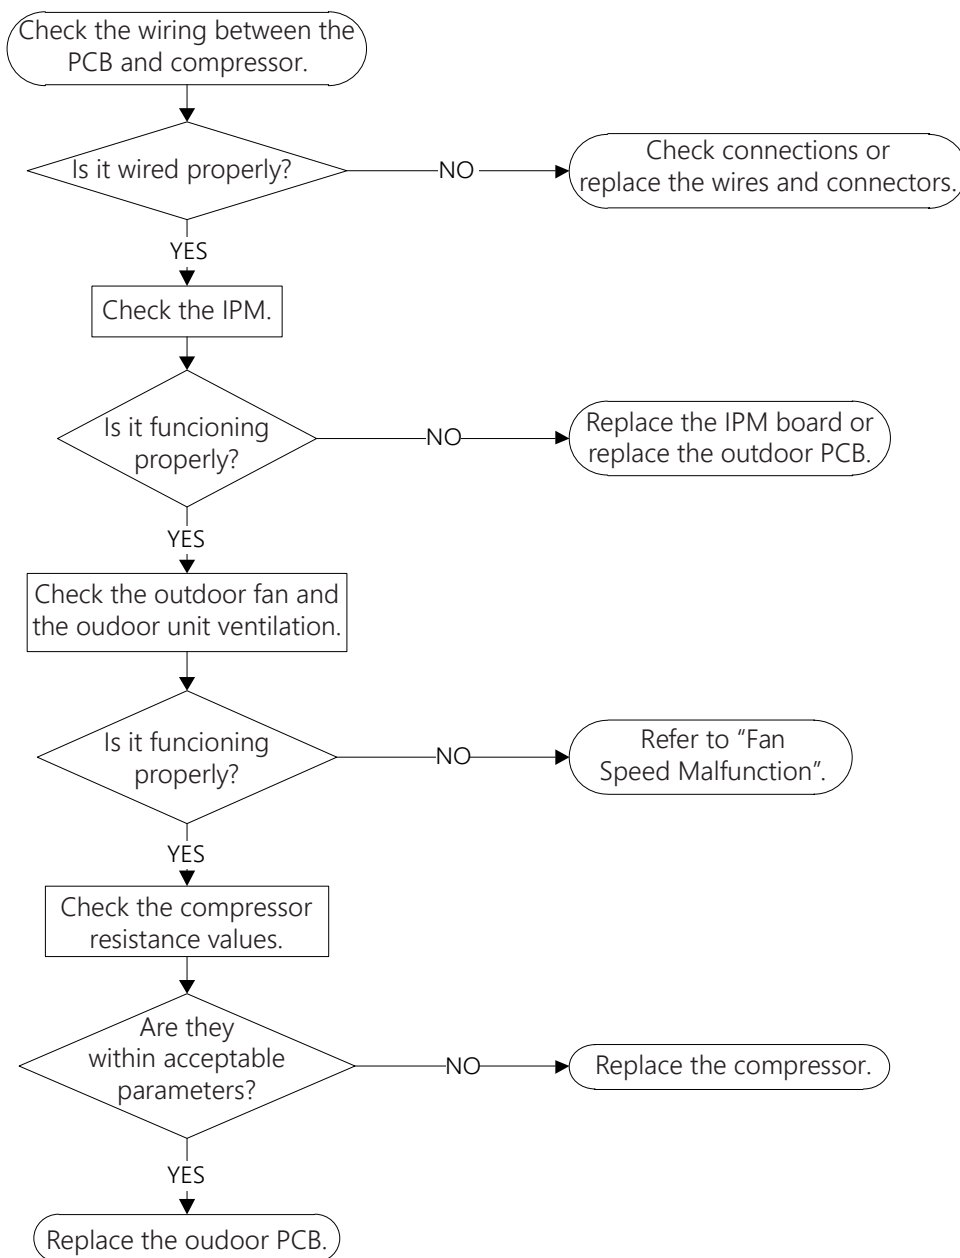 Check the wiring between the
PCB and compressor.
Is it wired properly?
NO
Check connections or
replace the wires and connectors.
YES
Check the IPM.
Is it funcioning
properly?
NO
Replace the IPM board or
replace the outdoor PCB.
YES
Check the outdoor fan and
the oudoor unit ventilation.
Is it funcioning
properly?
NO
Refer to “Fan
Speed Malfunction”.
YES
Check the compressor
resistance values.
Are they
within acceptable
parameters?
NO
Replace the compressor.
YES
Replace the oudoor PCB.